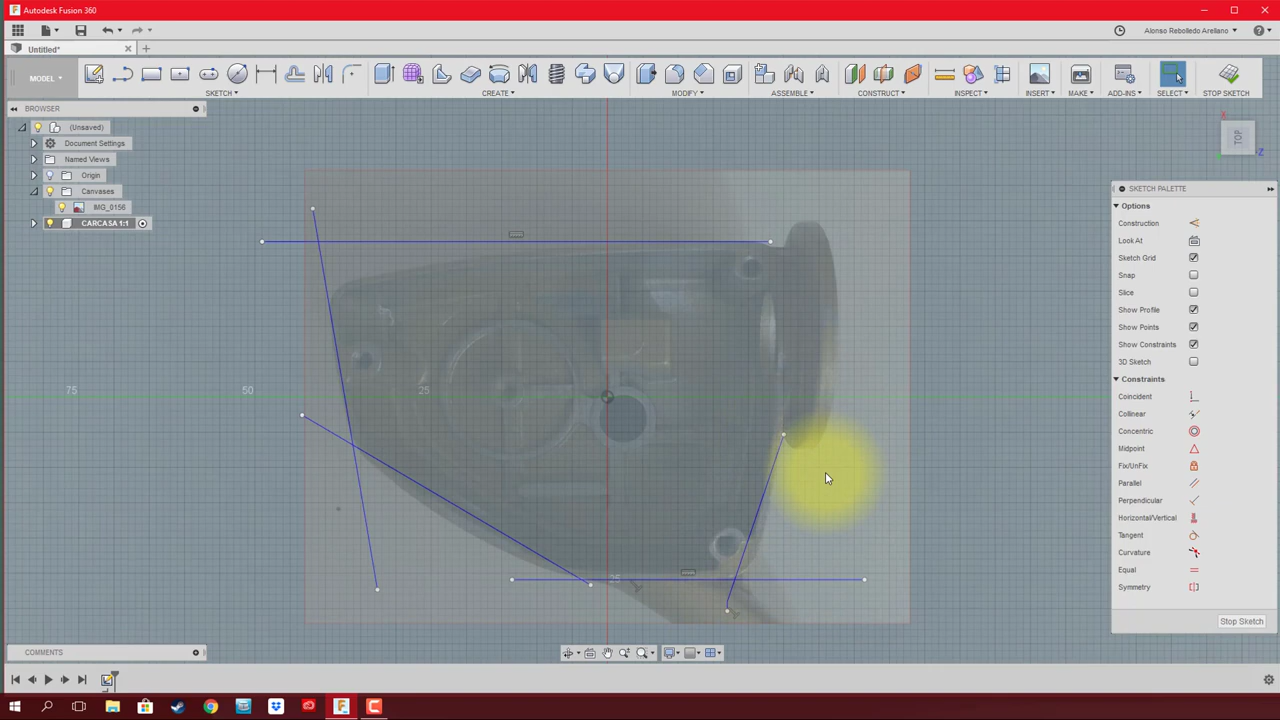 Autodesk Fusion 360
Alonso Rebolledo Arellano
Untitled*
MODEL
SKETCH
CREATE
MODIFY
ASSEMBLE
CONSTRUCT
INSPECT
INSERT
MAKE
ADD-INS
SELECT
STOP SKETCH
BROWSER
(Unsaved)
Document Settings
Named Views
Origin
Canvases
IMG_0156
CARCASA 1:1
TOP
X
Z
75
50
25
25
SKETCH PALETTE
Options
Construction
Look At
Sketch Grid
Snap
Slice
Show Profile
Show Points
Show Constraints
3D Sketch
Constraints
Coincident
Collinear
Concentric
Midpoint
Fix/UnFix
Parallel
Perpendicular
Horizontal/Vertical
Tangent
Curvature
Equal
Symmetry
Stop Sketch
COMMENTS